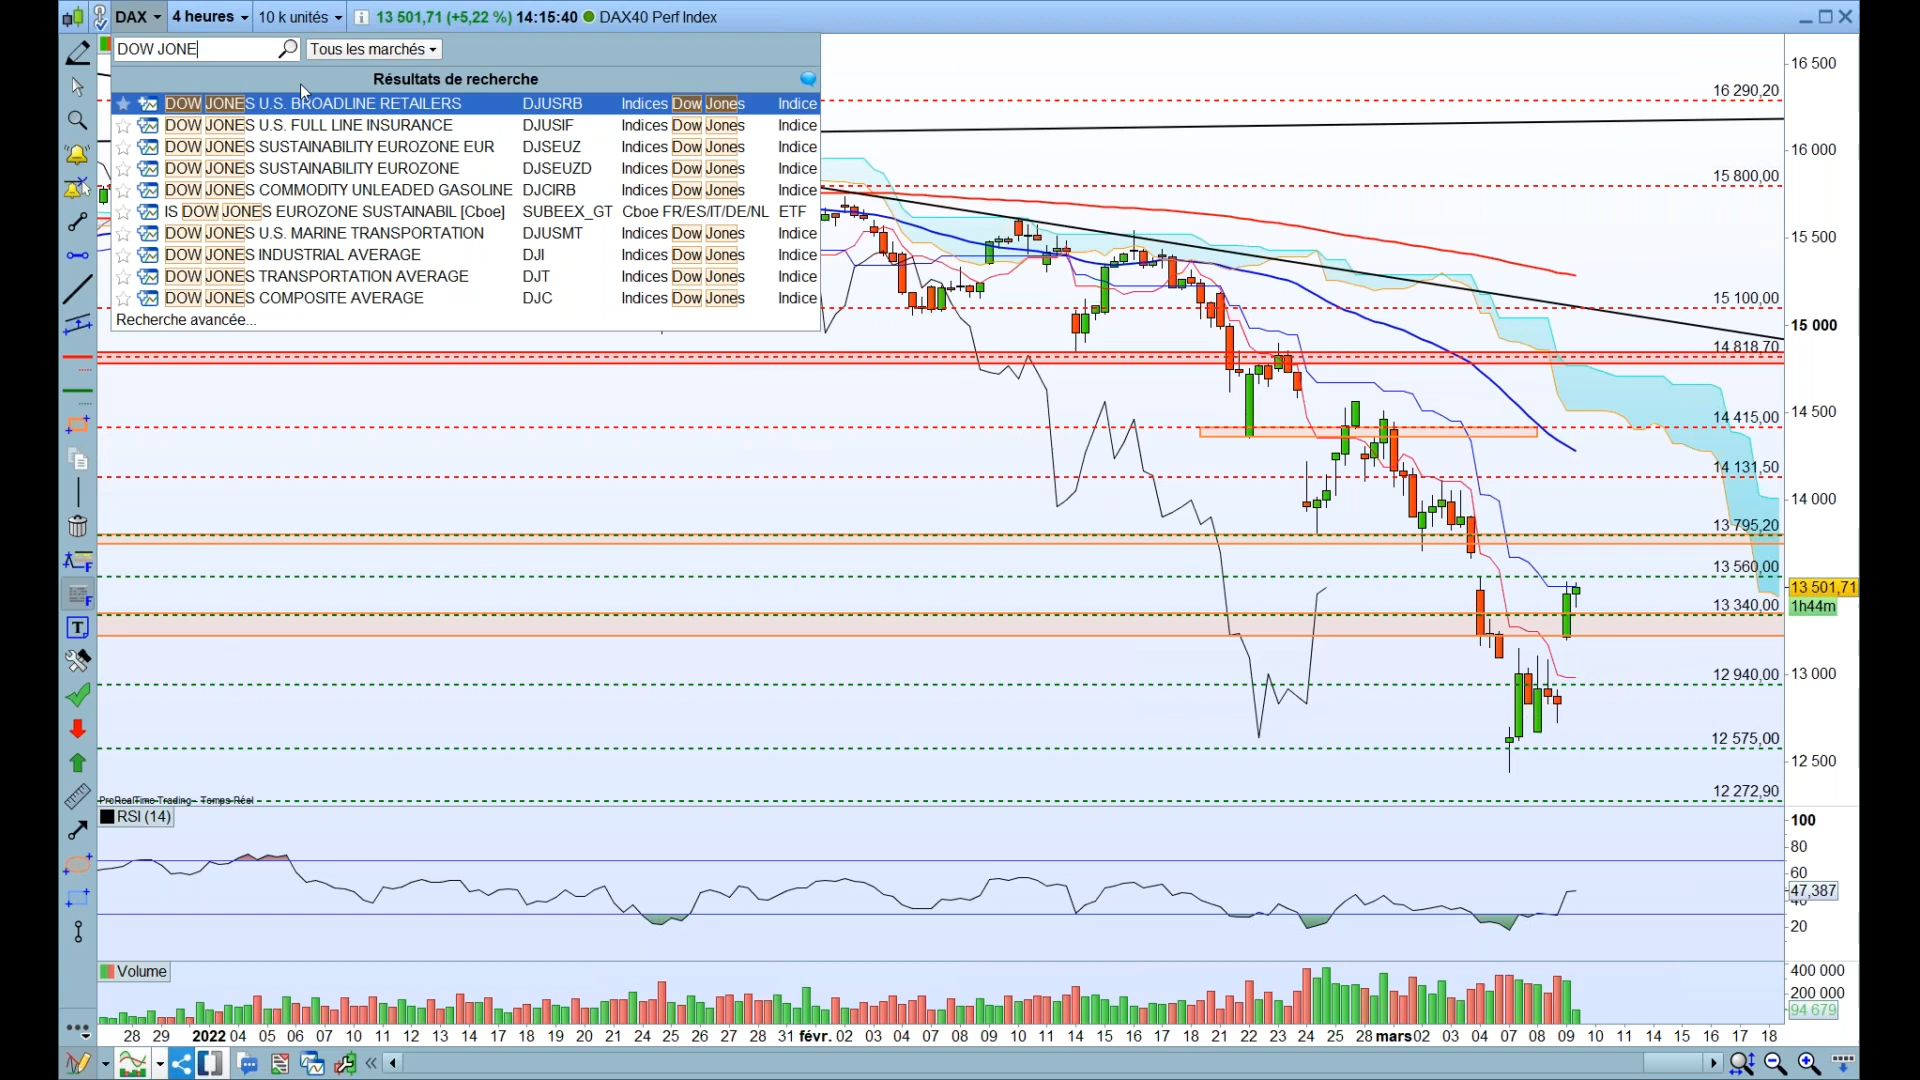 DAX 4 heures 10 k unités 13 501,71 (+5,22 %) 14:15:40 DAX40 Perf Index
DOW JONE Tous les marchés
Résultats de recherche
DOW JONES U.S. BROADLINE RETAILERS DJUSRB Indices Dow Jones Indice
DOW JONES U.S. FULL LINE INSURANCE DJUSIF Indices Dow Jones Indice
DOW JONES SUSTAINABILITY EUROZONE EUR DJSEUZ Indices Dow Jones Indice
DOW JONES SUSTAINABILITY EUROZONE DJSEUZD Indices Dow Jones Indice
DOW JONES COMMODITY UNLEADED GASOLINE DJCIRB Indices Dow Jones Indice
IS DOW JONES EUROZONE SUSTAINABIL [Cboe] SUBEEX_GT Cboe FR/ES/IT/DE/NL ETF
DOW JONES U.S. MARINE TRANSPORTATION DJUSMT Indices Dow Jones Indice
DOW JONES INDUSTRIAL AVERAGE DJI Indices Dow Jones Indice
DOW JONES TRANSPORTATION AVERAGE DJT Indices Dow Jones Indice
DOW JONES COMPOSITE AVERAGE DJC Indices Dow Jones Indice
Recherche avancée...
16 500
16 290,20
16 000
15 800,00
15 500
15 100,00
15 000
14 818,70
14 500
14 415,00
14 131,50
14 000
13 795,20
13 560,00
13 501,71
13 340,00
1h44m
13 000
12 940,00
12 575,00
12 500
12 272,90
ProRealTime Trading - Temps Réel
RSI (14)
100
80
60
47,387
40
20
Volume
400 000
200 000
94 679
28 29 2022 04 05 06 07 10 11 12 13 14 17 18 19 20 21 24 25 26 27 28 31 févr. 02 03 04 07 08 09 10 11 14 15 16 17 18 21 22 23 24 25 28 mars 02 03 04 07 08 09 10 11 14 15 16 17 18